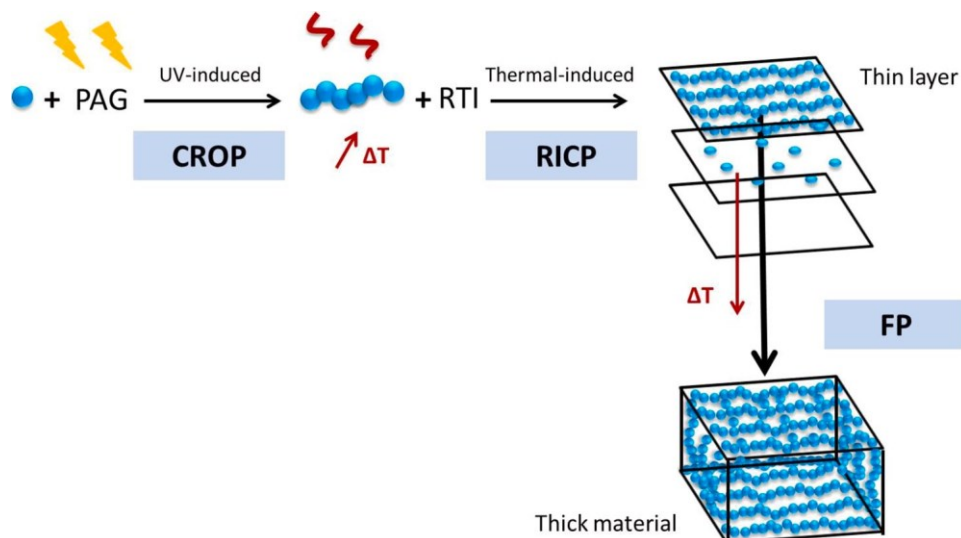 + PAG
UV-induced
CROP
ΔT
+ RTI
Thermal-induced
RICP
Thin layer
ΔT
FP
Thick material